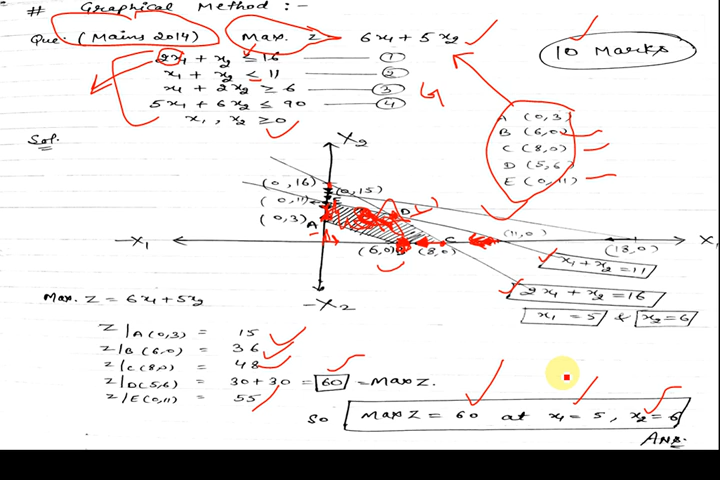 # Graphical Method :-
Que. (Mains 2014) Max. Z = 6x₁ + 5x₂
10 Marks
2x₁ + x₂ ≤ 16 — ①
x₁ + x₂ ≤ 11 — ②
x₁ + 2x₂ ≥ 6 — ③
5x₁ + 6x₂ ≤ 90 — ④
x₁, x₂ ≥ 0
A (0,3)
B (6,0)
C (8,0)
D (5,6)
E (0,11)
Sol.
X₂
(0,16)
(0,15)
(0,11)
E
D
(0,3)
A
-X₁
X₁
(6,0)
B
(8,0)
C
(11,0)
(18,0)
x₁ + x₂ = 11
2x₁ + x₂ = 16
-X₂
x₁ = 5 & x₂ = 6
Max. Z = 6x₁ + 5x₂
Z/A(0,3) = 15
Z/B(6,0) = 36
Z/C(8,0) = 48
Z/D(5,6) = 30+30 = 60 = Max Z.
Z/E(0,11) = 55
So Max Z = 60 at x₁ = 5, x₂ = 6
Ans.